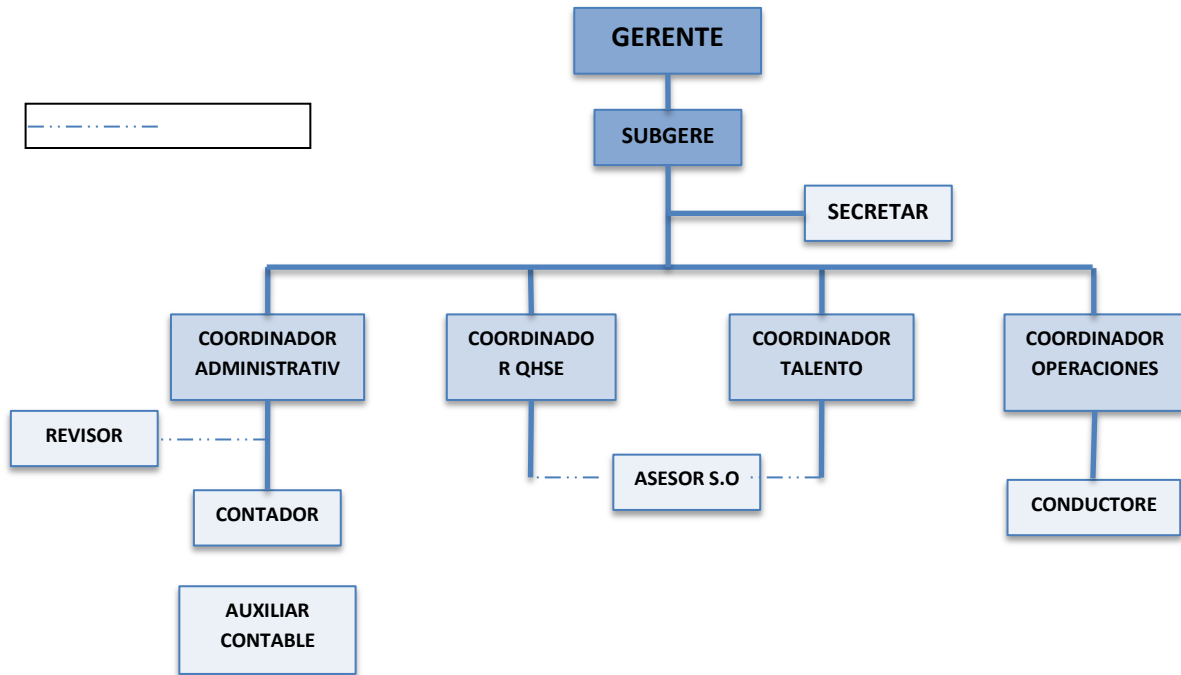 GERENTE
SUBGERE
SECRETAR
COORDINADOR
ADMINISTRATIV
COORDINADO
R QHSE
COORDINADOR
TALENTO
COORDINADOR
OPERACIONES
REVISOR
ASESOR S.O
CONTADOR
CONDUCTORE
AUXILIAR
CONTABLE